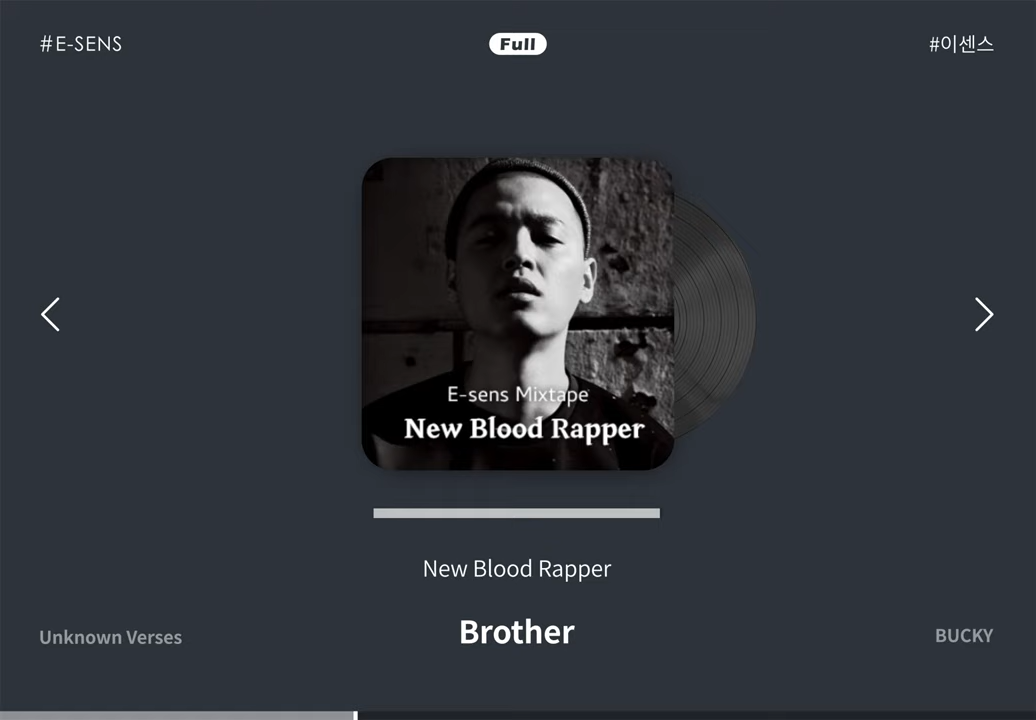 #E-SENS
Full
#이센스
E-sens Mixtape
New Blood Rapper
New Blood Rapper
Unknown Verses
Brother
BUCKY